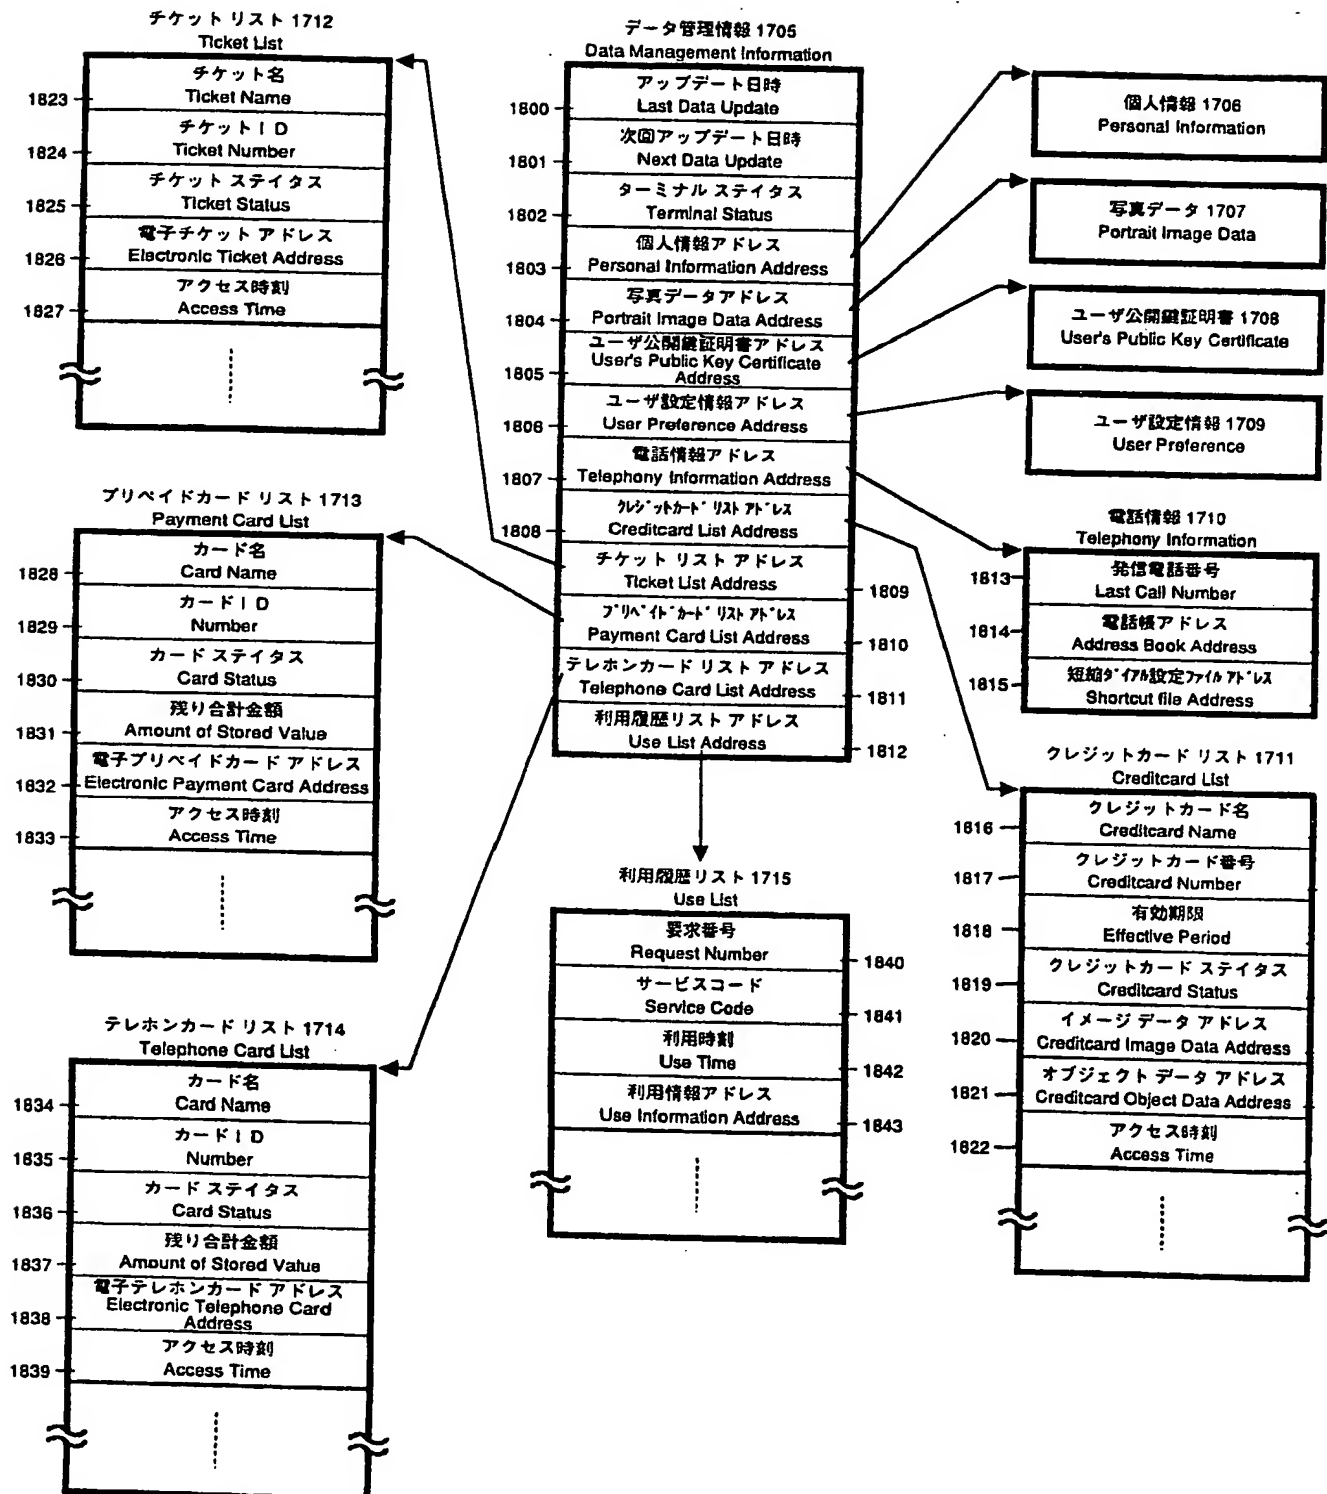 チケット リスト 1712
Ticket List
チケット名
Ticket Name
1823
チケットID
Ticket Number
1824
チケット ステイタス
Ticket Status
1825
電子チケット アドレス
Electronic Ticket Address
1826
アクセス時刻
Access Time
1827
プリペイドカード リスト 1713
Payment Card List
カード名
Card Name
1828
カードID
Number
1829
カード ステイタス
Card Status
1830
残り合計金額
Amount of Stored Value
1831
電子プリペイドカード アドレス
Electronic Payment Card Address
1832
アクセス時刻
Access Time
1833
テレホンカード リスト 1714
Telephone Card List
カード名
Card Name
1834
カードID
Number
1835
カード ステイタス
Card Status
1836
残り合計金額
Amount of Stored Value
1837
電子テレホンカード アドレス
Electronic Telephone Card
Address
1838
アクセス時刻
Access Time
1839
データ管理情報 1705
Data Management Information
アップデート日時
Last Data Update
1800
次回アップデート日時
Next Data Update
1801
ターミナル ステイタス
Terminal Status
1802
個人情報アドレス
Personal Information Address
1803
写真データアドレス
Portrait Image Data Address
1804
ユーザ公開鍵証明書アドレス
User's Public Key Certificate
Address
1805
ユーザ設定情報アドレス
User Preference Address
1806
電話情報アドレス
Telephony Information Address
1807
クレジットカード リスト アドレス
Creditcard List Address
1808
チケット リスト アドレス
Ticket List Address
1809
プリペイドカード リスト アドレス
Payment Card List Address
1810
テレホンカード リスト アドレス
Telephone Card List Address
1811
利用履歴リスト アドレス
Use List Address
1812
利用履歴リスト 1715
Use List
要求番号
Request Number
1840
サービスコード
Service Code
1841
利用時刻
Use Time
1842
利用情報アドレス
Use Information Address
1843
個人情報 1706
Personal Information
写真データ 1707
Portrait Image Data
ユーザ公開鍵証明書 1708
User's Public Key Certificate
ユーザ設定情報 1709
User Preference
電話情報 1710
Telephony Information
発信電話番号
Last Call Number
1813
電話帳アドレス
Address Book Address
1814
短縮ダイアル設定ファイル アドレス
Shortcut file Address
1815
クレジットカード リスト 1711
Creditcard List
クレジットカード名
Creditcard Name
1816
クレジットカード番号
Creditcard Number
1817
有効期限
Effective Period
1818
クレジットカード ステイタス
Creditcard Status
1819
イメージ データ アドレス
Creditcard Image Data Address
1820
オブジェクト データ アドレス
Creditcard Object Data Address
1821
アクセス時刻
Access Time
1822